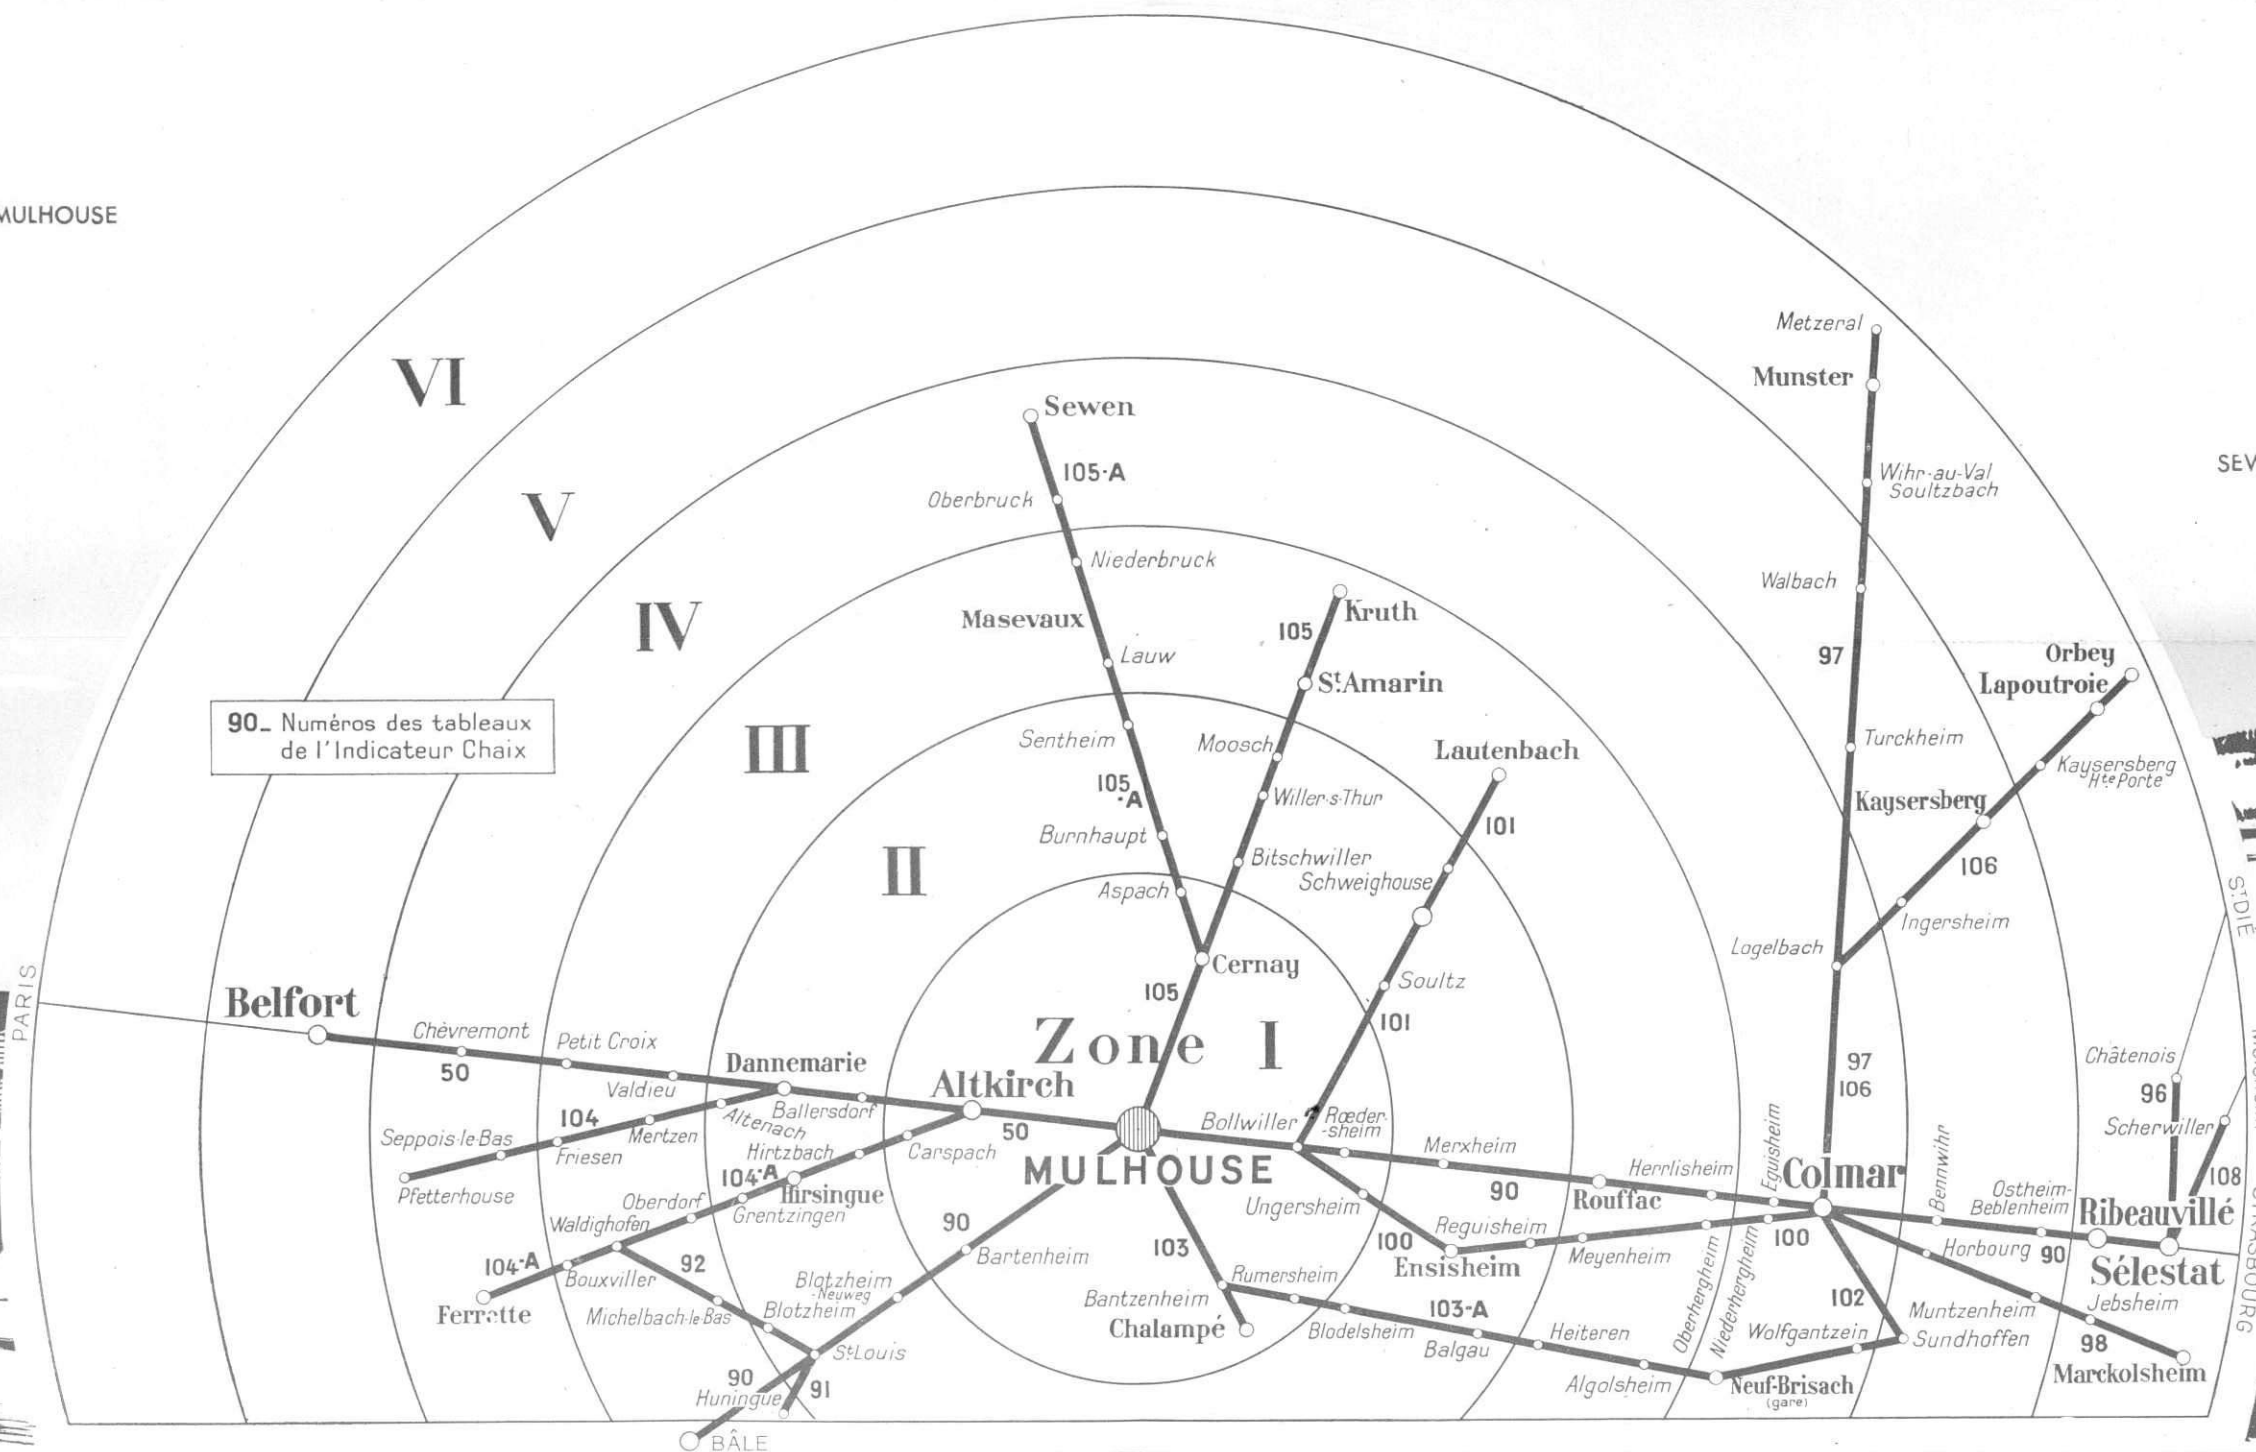 MULHOUSE
Metzeral
Munster
VI
Sewen
SEV
105-A
Wihr-au-Val
Soultzbach
Oberbruck
V
Niederbruck
Walbach
Kruth
Masevaux
IV
105
Lauw
97
Orbey
Lapoutroie
St.Amarin
90_ Numéros des tableaux
de l'Indicateur Chaix
III
Sentheim
Moosch
Lautenbach
Turckheim
Kaysersberg
Hte Porte
105
·A
Willer-s-Thur
Kaysersberg
101
Burnhaupt
II
Bitschwiller
106
Aspach
Schweighouse
Ingersheim
St DIÉ
Logelbach
Cernay
PARIS
105
Soultz
Belfort
101
Chèvremont
Petit Croix
Zone I
50
Dannemarie
Altkirch
97
106
Châtenois
96
Valdieu
Ballersdorf
Altenach
104
Mertzen
Seppois-le-Bas
Friesen
Pfetterhouse
Hirtzbach
Carspach
50
Bollwiller
Rœder-
-sheim
Merxheim
Herrlisheim
Eguisheim
Colmar
Bennwihr
Scherwiller
108
MULHOUSE
104-A
Hirsingue
Oberdorf
Grentzingen
Waldighofen
90
Rouffac
Ostheim-
Beblenheim
Ribeauvillé
Ungersheim
Reguisheim
Meyenheim
100
Ensisheim
Oberhergheim
Niederhergheim
100
Horbourg
90
Sélestat
STRASBOURG
104-A
Bouxviller
92
90
Bartenheim
103
Rumersheim
Ferrette
Michelbach-le-Bas
Blotzheim
-Neuweg
Blotzheim
Bantzenheim
Chalampé
Blodelsheim
103-A
Balgau
Heiteren
102
Wolfgantzein
Muntzenheim
Sundhoffen
Jebsheim
98
Marckolsheim
St.Louis
90
Huningue
91
Algolsheim
Neuf-Brisach
(gare)
BÂLE